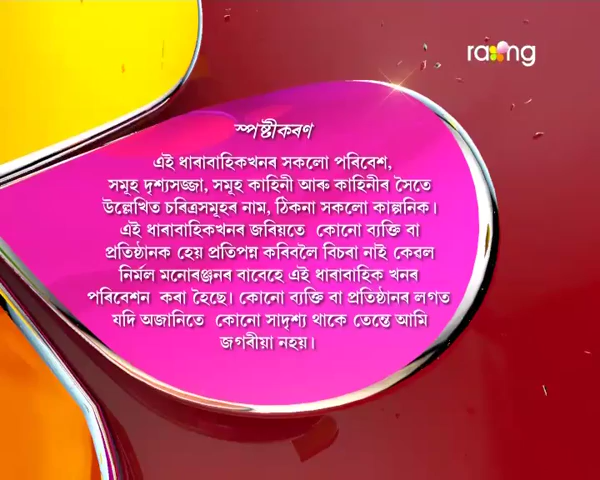 rang
স্পষ্টীকৰণ
এই ধাৰাবাহিকখনৰ সকলো পৰিবেশ,
সমূহ দৃশ্যসজ্জা, সমূহ কাহিনী আৰু কাহিনীৰ সৈতে
উল্লেখিত চৰিত্ৰসমূহৰ নাম, ঠিকনা সকলো কাল্পনিক।
এই ধাৰাবাহিকখনৰ জৰিয়তে কোনো ব্যক্তি বা
প্ৰতিষ্ঠানক হেয় প্ৰতিপন্ন কৰিবলৈ বিচৰা নাই কেৱল
নিৰ্মল মনোৰঞ্জনৰ বাবেহে এই ধাৰাবাহিক খনৰ
পৰিবেশন কৰা হৈছে। কোনো ব্যক্তি বা প্ৰতিষ্ঠানৰ লগত
যদি অজানিতে কোনো সাদৃশ্য থাকে তেন্তে আমি
জগৰীয়া নহয়।